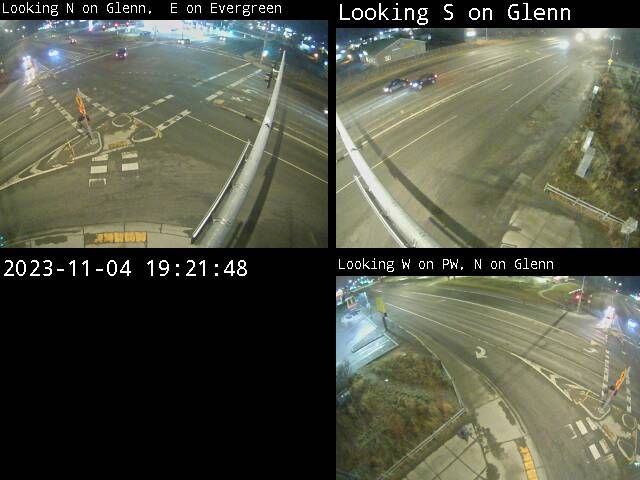 Looking N on Glenn,  E on Evergreen
Looking S on Glenn
2023-11-04 19:21:48
Looking W on PW, N on Glenn